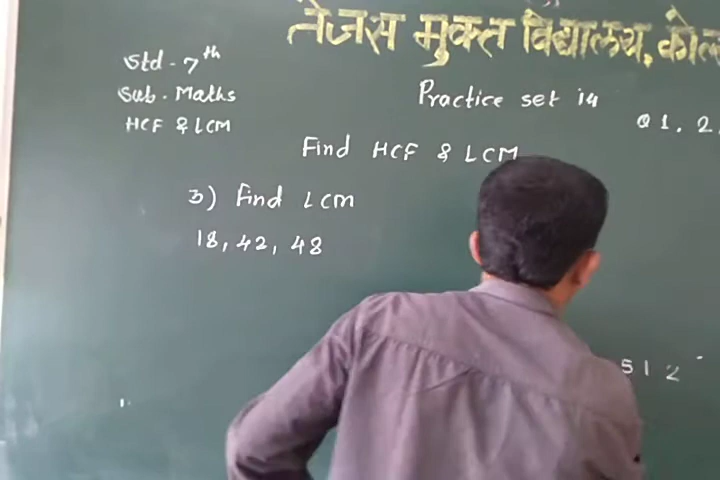 तेजस मुक्त विद्यालय, कोल
Std - 7th
Sub - Maths
Practice set 14
HCF & LCM
Q 1, 2,
Find HCF & LCM
3) Find LCM
18, 42, 48
512